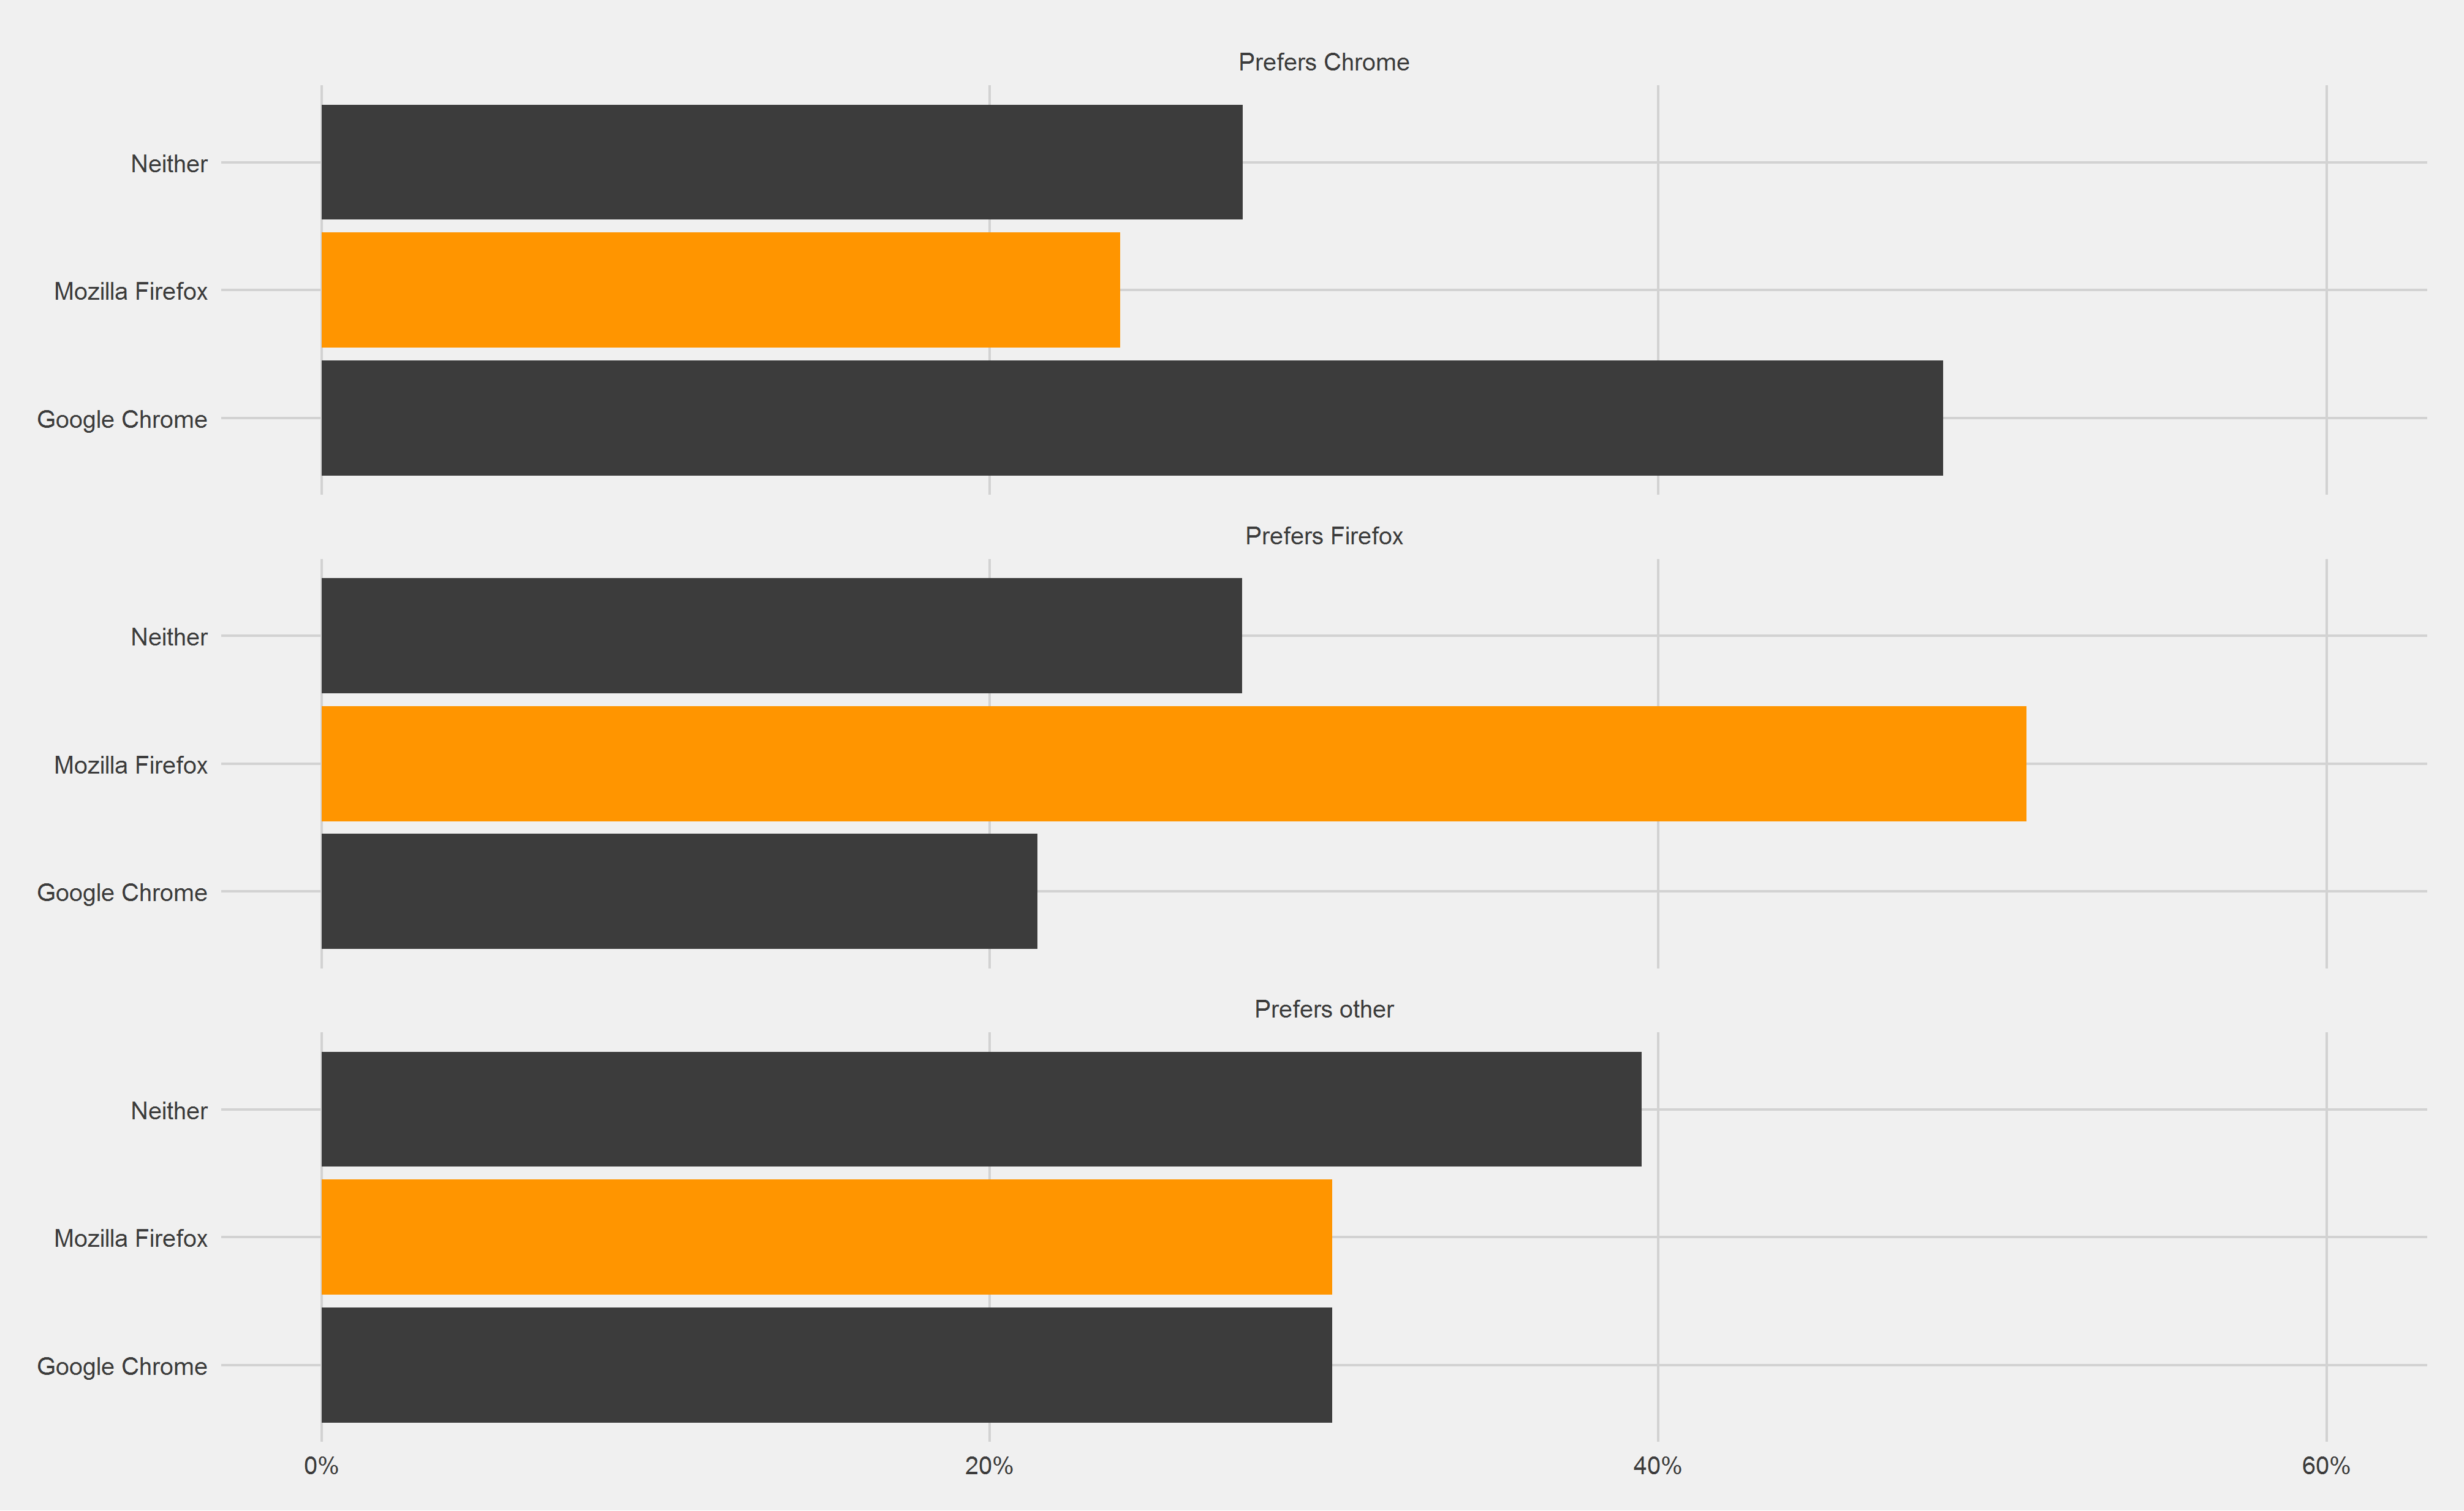 Prefers Chrome
Neither
Mozilla Firefox
Google Chrome
Prefers Firefox
Neither
Mozilla Firefox
Google Chrome
Prefers other
Neither
Mozilla Firefox
Google Chrome
0% 20% 40% 60%